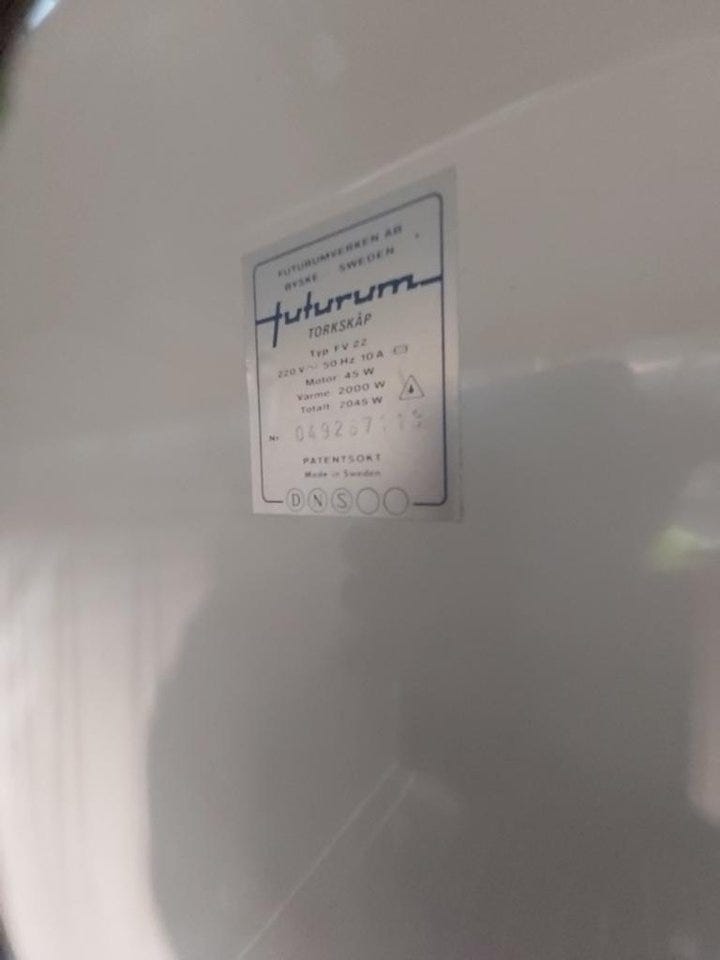 FUTURUMVERKEN AB
BYSKE SWEDEN
futurum
TORKSKÅP
Typ FV 22
220 V ~ 50 Hz 10 A
Motor 45 W
Värme 2000 W
Totalt 2045 W
Nr
PATENTSÖKT
Made in Sweden
D N S